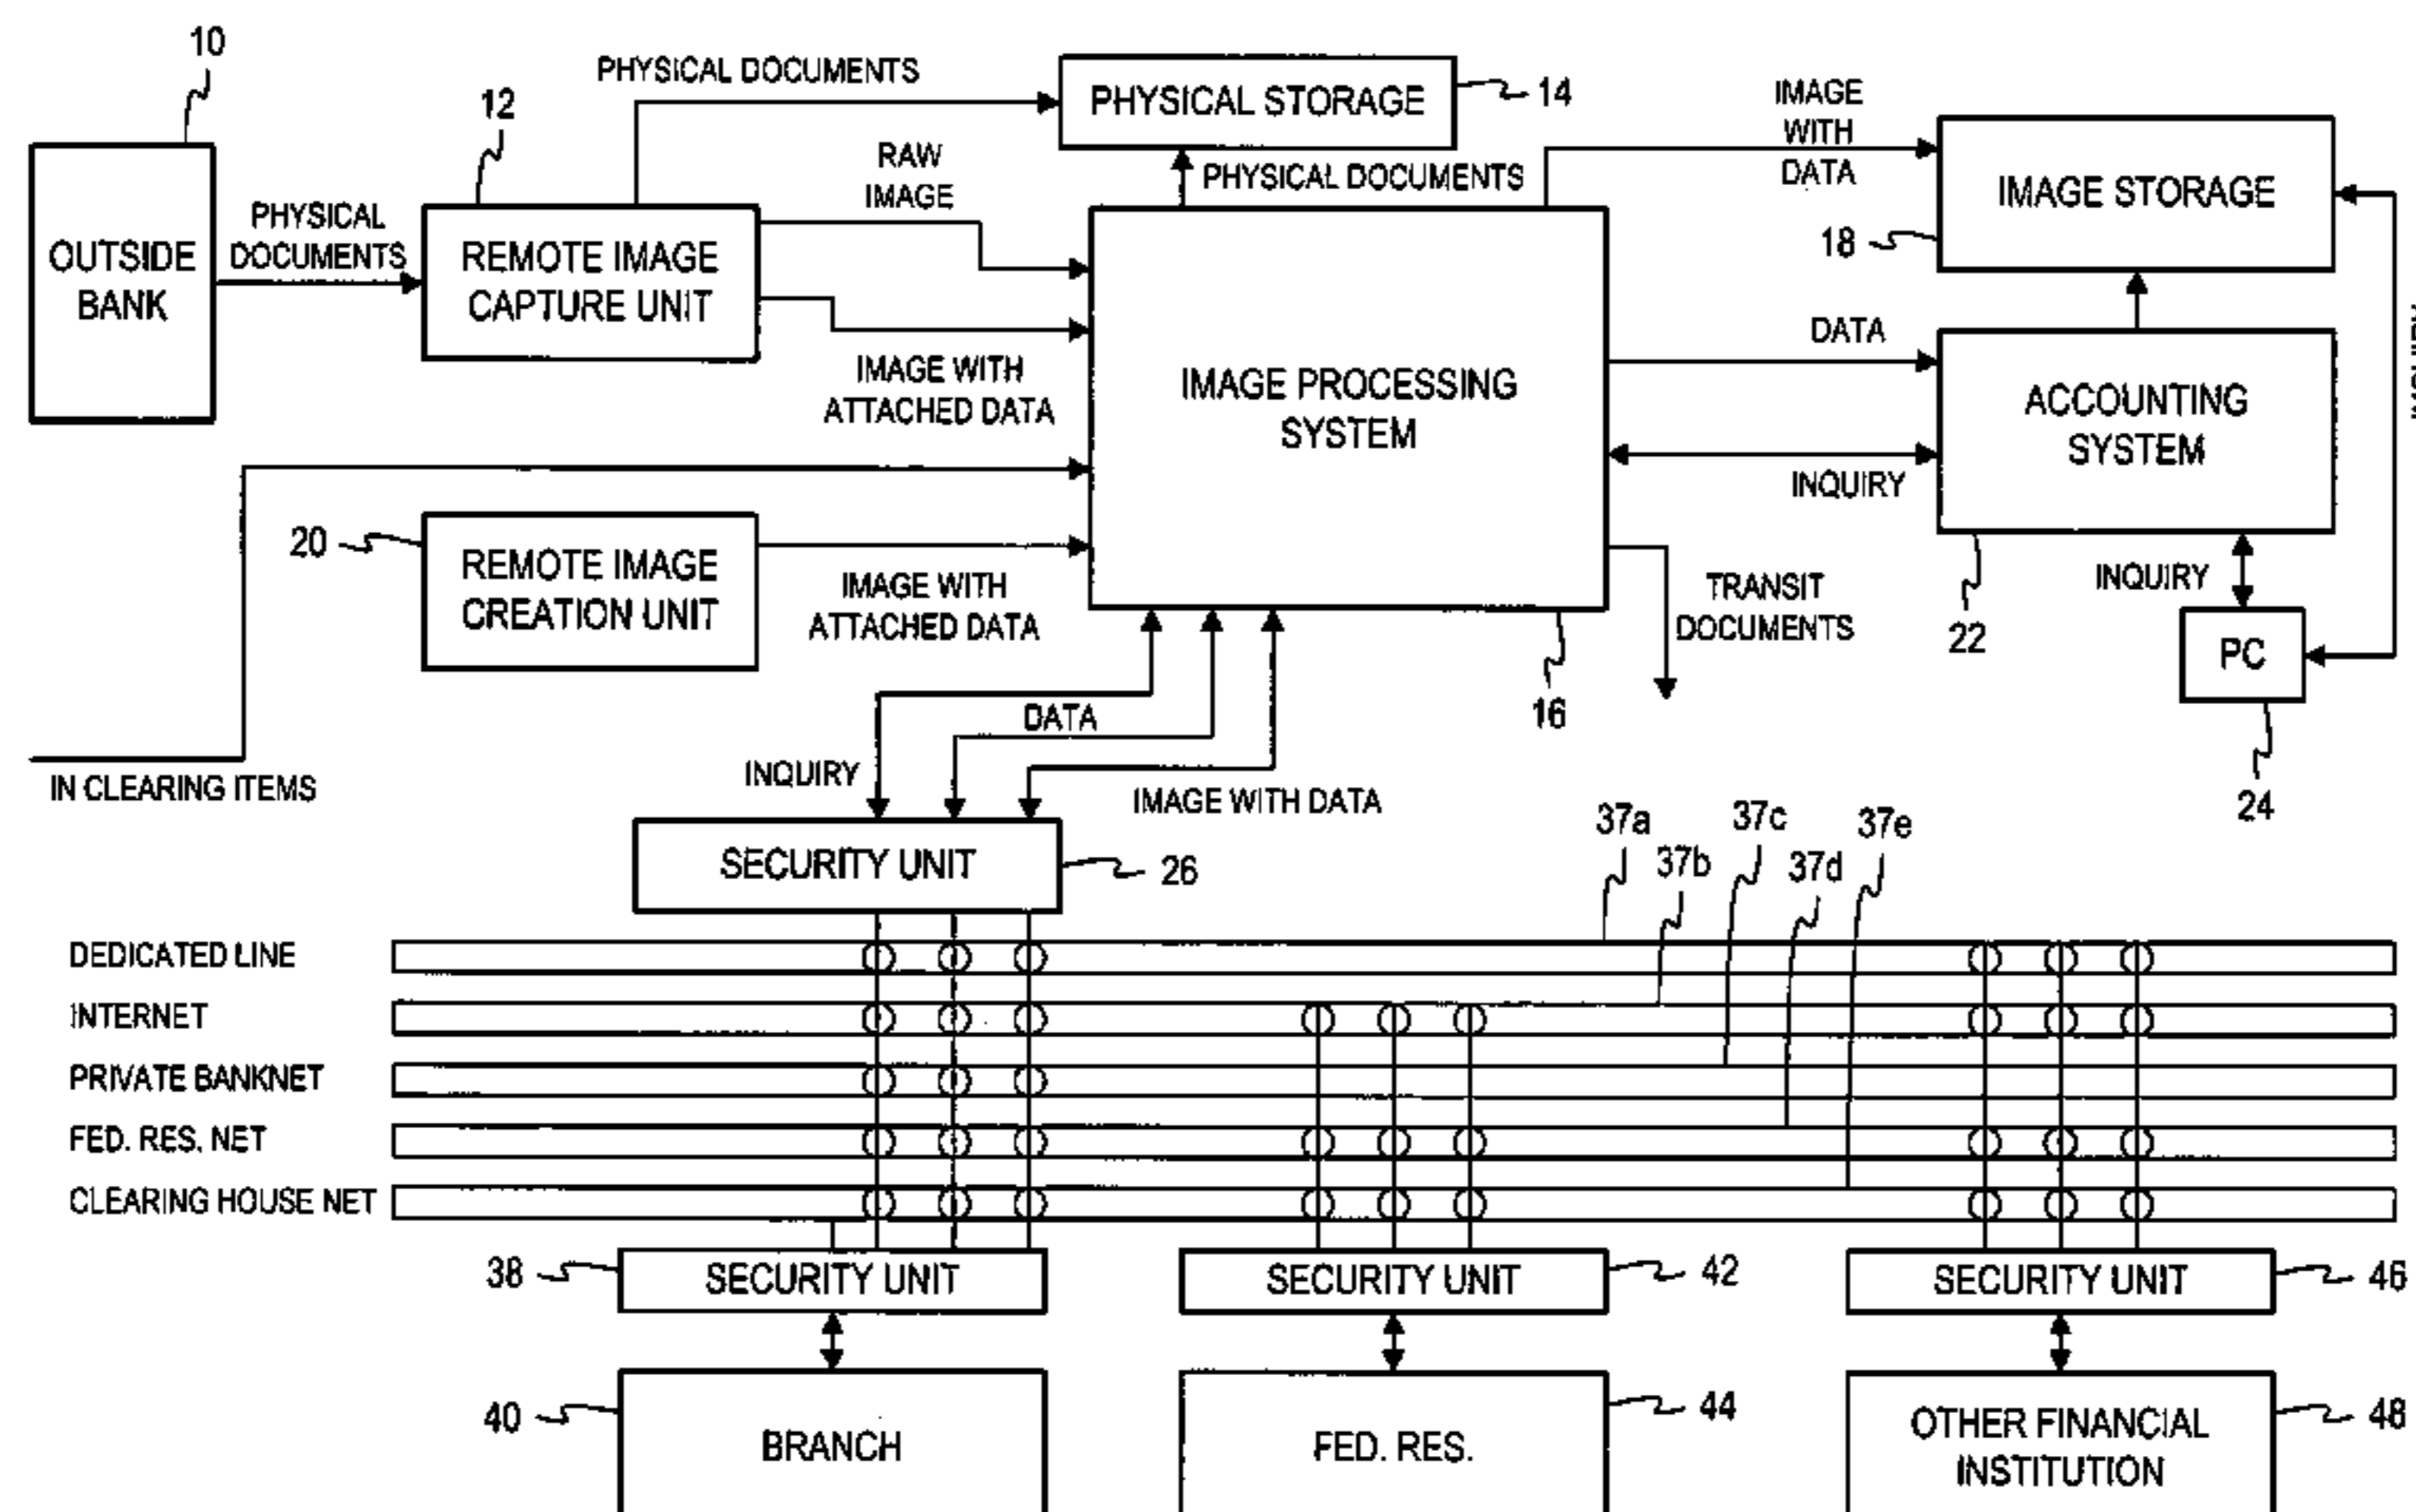 10
12
PHYSICAL DOCUMENTS
PHYSICAL STORAGE
14
IMAGE
WITH
DATA
RAW
IMAGE
PHYSICAL DOCUMENTS
IMAGE STORAGE
18
OUTSIDE
BANK
PHYSICAL
DOCUMENTS
REMOTE IMAGE
CAPTURE UNIT
IMAGE WITH
ATTACHED DATA
IMAGE PROCESSING
SYSTEM
DATA
ACCOUNTING
SYSTEM
INQUIRY
20
REMOTE IMAGE
CREATION UNIT
IMAGE WITH
ATTACHED DATA
TRANSIT
DOCUMENTS
INQUIRY
22
PC
16
24
IN CLEARING ITEMS
INQUIRY
DATA
IMAGE WITH DATA
SECURITY UNIT
26
37a
37b
37c
37d
37e
DEDICATED LINE
INTERNET
PRIVATE BANKNET
FED. RES. NET
CLEARING HOUSE NET
38
SECURITY UNIT
SECURITY UNIT
42
SECURITY UNIT
46
40
BRANCH
FED. RES.
44
OTHER FINANCIAL
INSTITUTION
48